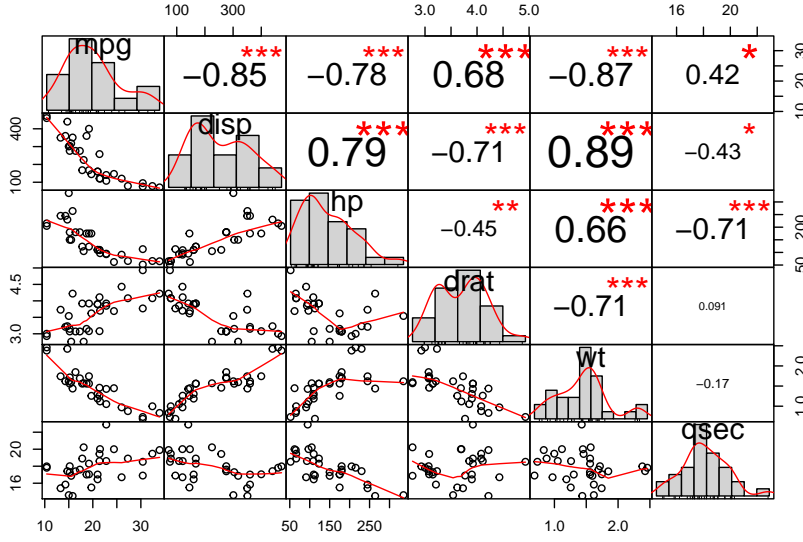 100 300 3.0 4.0 5.0 16 20
mpg −0.85 *** −0.78 *** 0.68 *** −0.87 *** 0.42 * 10 20 30
100 400 disp 0.79 *** −0.71 *** 0.89 *** −0.43 *
hp −0.45 ** 0.66 *** −0.71 *** 50 200
3.0 4.5 drat −0.71 *** 0.091
wt −0.17 1.0 2.0
16 20 qsec
10 20 30 50 150 250 1.0 2.0